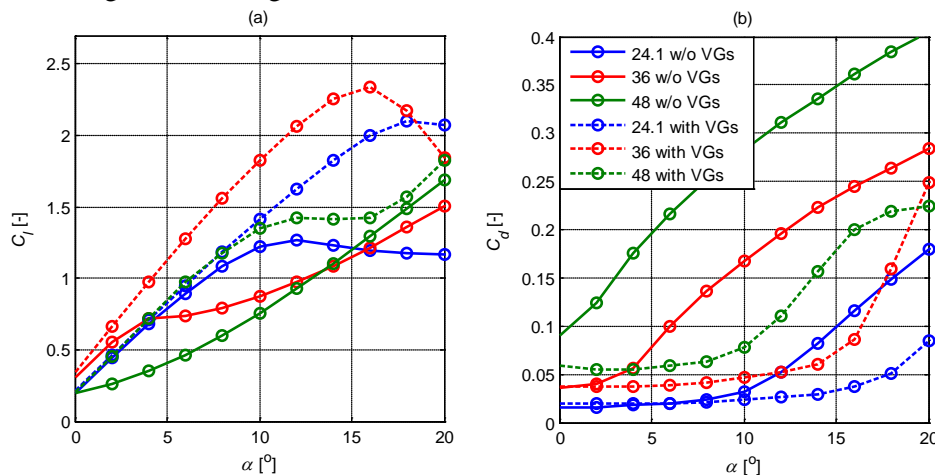 (a)
2.5
2
1.5
1
0.5
0
C_l [-]
0 5 10 15 20
α [º]
(b)
0.4
0.35
0.3
0.25
0.2
0.15
0.1
0.05
0
C_d [-]
0 5 10 15 20
α [º]
24.1 w/o VGs
36 w/o VGs
48 w/o VGs
24.1 with VGs
36 with VGs
48 with VGs